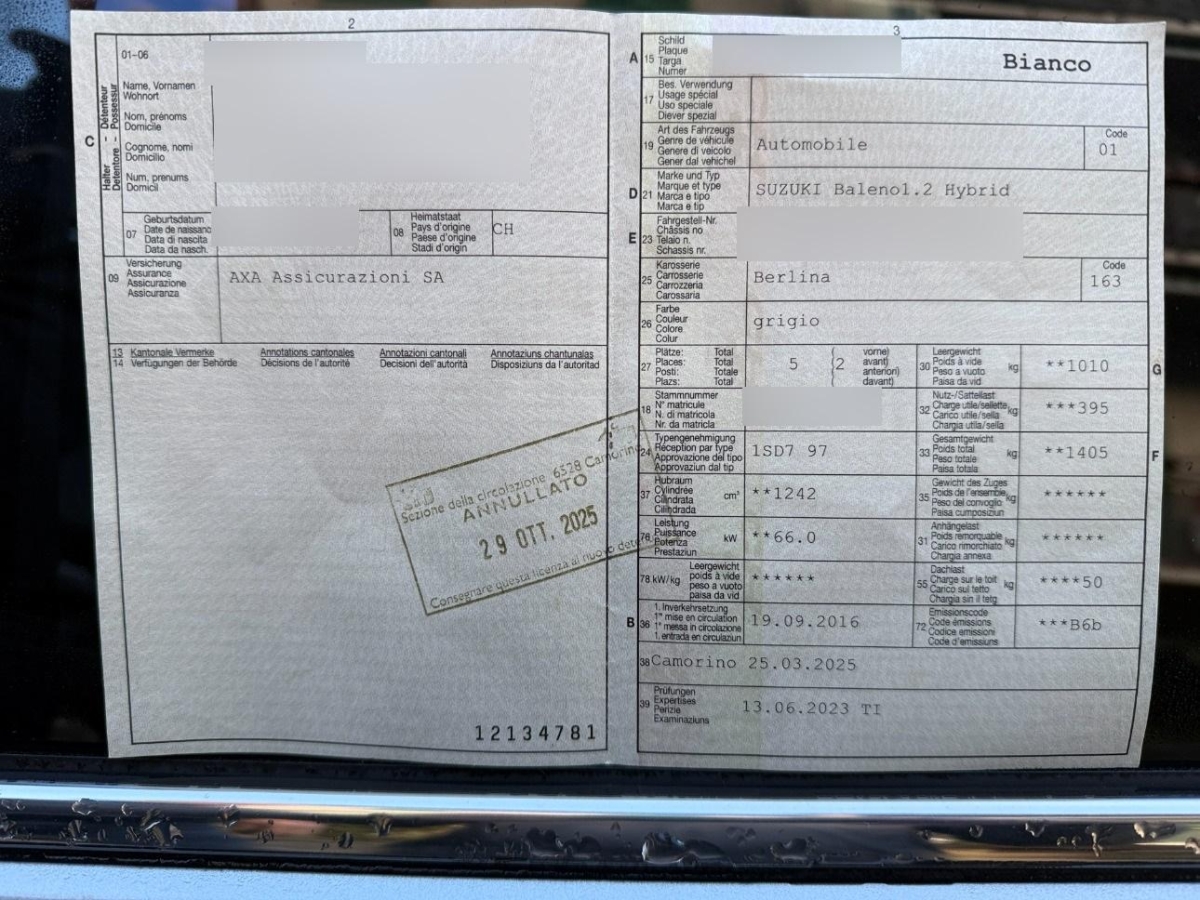 2
01-06
Halter - Détenteur
Detentore - Possessur
C
Name, Vornamen
Wohnort
Nom, prénoms
Domicile
Cognome, nomi
Domicilio
Num, prenums
Domicil
07
Geburtsdatum
Date de naissanc
Data di nascita
Data da nasch.
08
Heimatstaat
Pays d'origine
Paese d'origine
Stadi d'origin
CH
09
Versicherung
Assurance
Assicurazione
Assicuranza
AXA Assicurazioni SA
13 Kantonale Vermerke Annotations cantonales Annotazioni cantonali Annotaziuns chantunalas
14 Verfügungen der Behörde Décisions de l'autorité Decisioni dell'autorità Disposiziuns da l'autoritad
Sezione della circolazione 6528 Camorino
ANNULLATO
29 OTT. 2025
Consegnare questa licenza al nuovo dete
12134781
3
A 15
Schild
Plaque
Targa
Numer
Bianco
17
Bes. Verwendung
Usage spécial
Uso speciale
Diever spezial
19
Art des Fahrzeugs
Genre de véhicule
Genere di veicolo
Gener dal vehichel
Automobile
Code
01
D 21
Marke und Typ
Marque et type
Marca e tipo
Marca e tip
SUZUKI Baleno1.2 Hybrid
E 23
Fahrgestell-Nr.
Châssis no
Telaio n.
Schassis nr.
25
Karosserie
Carrosserie
Carrozzeria
Carossaria
Berlina
Code
163
26
Farbe
Couleur
Colore
Colur
grigio
27
Plätze: Total
Places: Total
Posti: Totale
Plazs: Total
5 (2
vorne)
avant)
anteriori)
davant)
30
Leergewicht
Poids à vide
Peso a vuoto
Paisa da vid
kg
**1010
G
18
Stammnummer
N° matricule
N. di matricola
Nr. da matricla
32
Nutz-/Sattellast
Charge utile/sellette
Carico utile/sella
Chargia utila/sella
kg
***395
24
Typengenehmigung
Réception par type
Approvazione del tipo
Approvaziun dal tip
1SD7 97
33
Gesamtgewicht
Poids total
Peso totale
Paisa totala
kg
**1405
F
37
Hubraum
Cylindrée
Cilindrata
Cilindrada
cm³
**1242
35
Gewicht des Zuges
Poids de l'ensemble
Peso del convoglio
Paisa cumposiziun
kg
******
76
Leistung
Puissance
Potenza
Prestaziun
kW
**66.0
31
Anhängelast
Poids remorquable
Carico rimorchiato
Chargia annexa
kg
******
78 kW/kg
Leergewicht
poids à vide
peso a vuoto
paisa da vid
******
55
Dachlast
Charge sur le toit
Carico sul tetto
Chargia sin il tetg
kg
****50
B 36
1. Inverkehrsetzung
1re mise en circulation
1a messa in circolazione
1. entrada en circulaziun
19.09.2016
72
Emissionscode
Code émissions
Codice emissioni
Code d'emissiuns
***B6b
38 Camorino 25.03.2025
39
Prüfungen
Expertises
Perizie
Examinaziuns
13.06.2023 TI